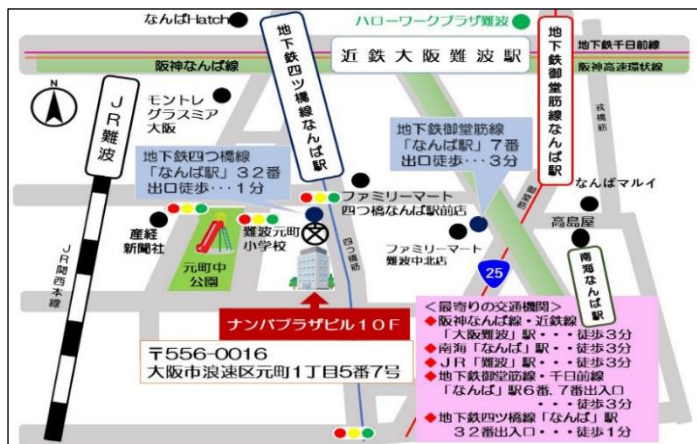 なんばHatch
ハローワークプラザ難波
地下鉄四ツ橋線なんば駅
近鉄大阪難波駅
地下鉄御堂筋線なんば駅
地下鉄千日前線
阪神なんば線
阪神高速環状線
N
JR難波
モントレ
グラスミア
大阪
戎橋筋
地下鉄四つ橋線
「なんば駅」32番
出口徒歩・・・1分
地下鉄御堂筋線
「なんば駅」7番
出口徒歩・・・3分
御堂筋
なんばマルイ
ファミリーマート
四つ橋なんば駅前店
高島屋
産経
新聞社
難波元町
小学校
元町中
公園
四つ橋筋
ファミリーマート
難波中北店
25
南海なんば駅
JR関西本線
ナンバプラザビル10F
〒556-0016
大阪市浪速区元町1丁目5番7号
<最寄りの交通機関>
◆阪神なんば線・近鉄線
「大阪難波」駅・・・徒歩3分
◆南海「なんば」駅・・徒歩3分
◆JR「難波」駅・・・徒歩3分
◆地下鉄御堂筋線・千日前線
「なんば」駅6番、7番出入口
・・・徒歩3分
◆地下鉄四ツ橋線「なんば」駅
32番出入口・・・徒歩1分